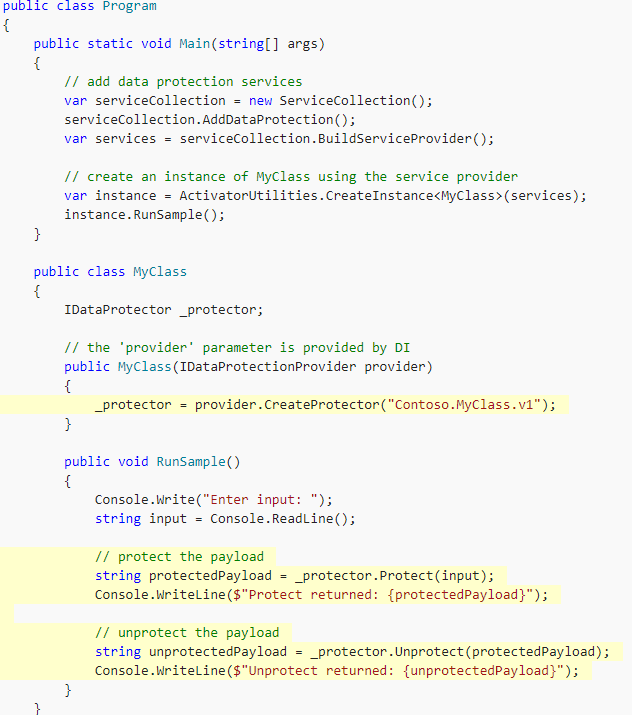 public class Program
{
    public static void Main(string[] args)
    {
        // add data protection services
        var serviceCollection = new ServiceCollection();
        serviceCollection.AddDataProtection();
        var services = serviceCollection.BuildServiceProvider();

        // create an instance of MyClass using the service provider
        var instance = ActivatorUtilities.CreateInstance<MyClass>(services);
        instance.RunSample();
    }

    public class MyClass
    {
        IDataProtector _protector;

        // the 'provider' parameter is provided by DI
        public MyClass(IDataProtectionProvider provider)
        {
            _protector = provider.CreateProtector("Contoso.MyClass.v1");
        }

        public void RunSample()
        {
            Console.Write("Enter input: ");
            string input = Console.ReadLine();

            // protect the payload
            string protectedPayload = _protector.Protect(input);
            Console.WriteLine($"Protect returned: {protectedPayload}");

            // unprotect the payload
            string unprotectedPayload = _protector.Unprotect(protectedPayload);
            Console.WriteLine($"Unprotect returned: {unprotectedPayload}");
        }
    }